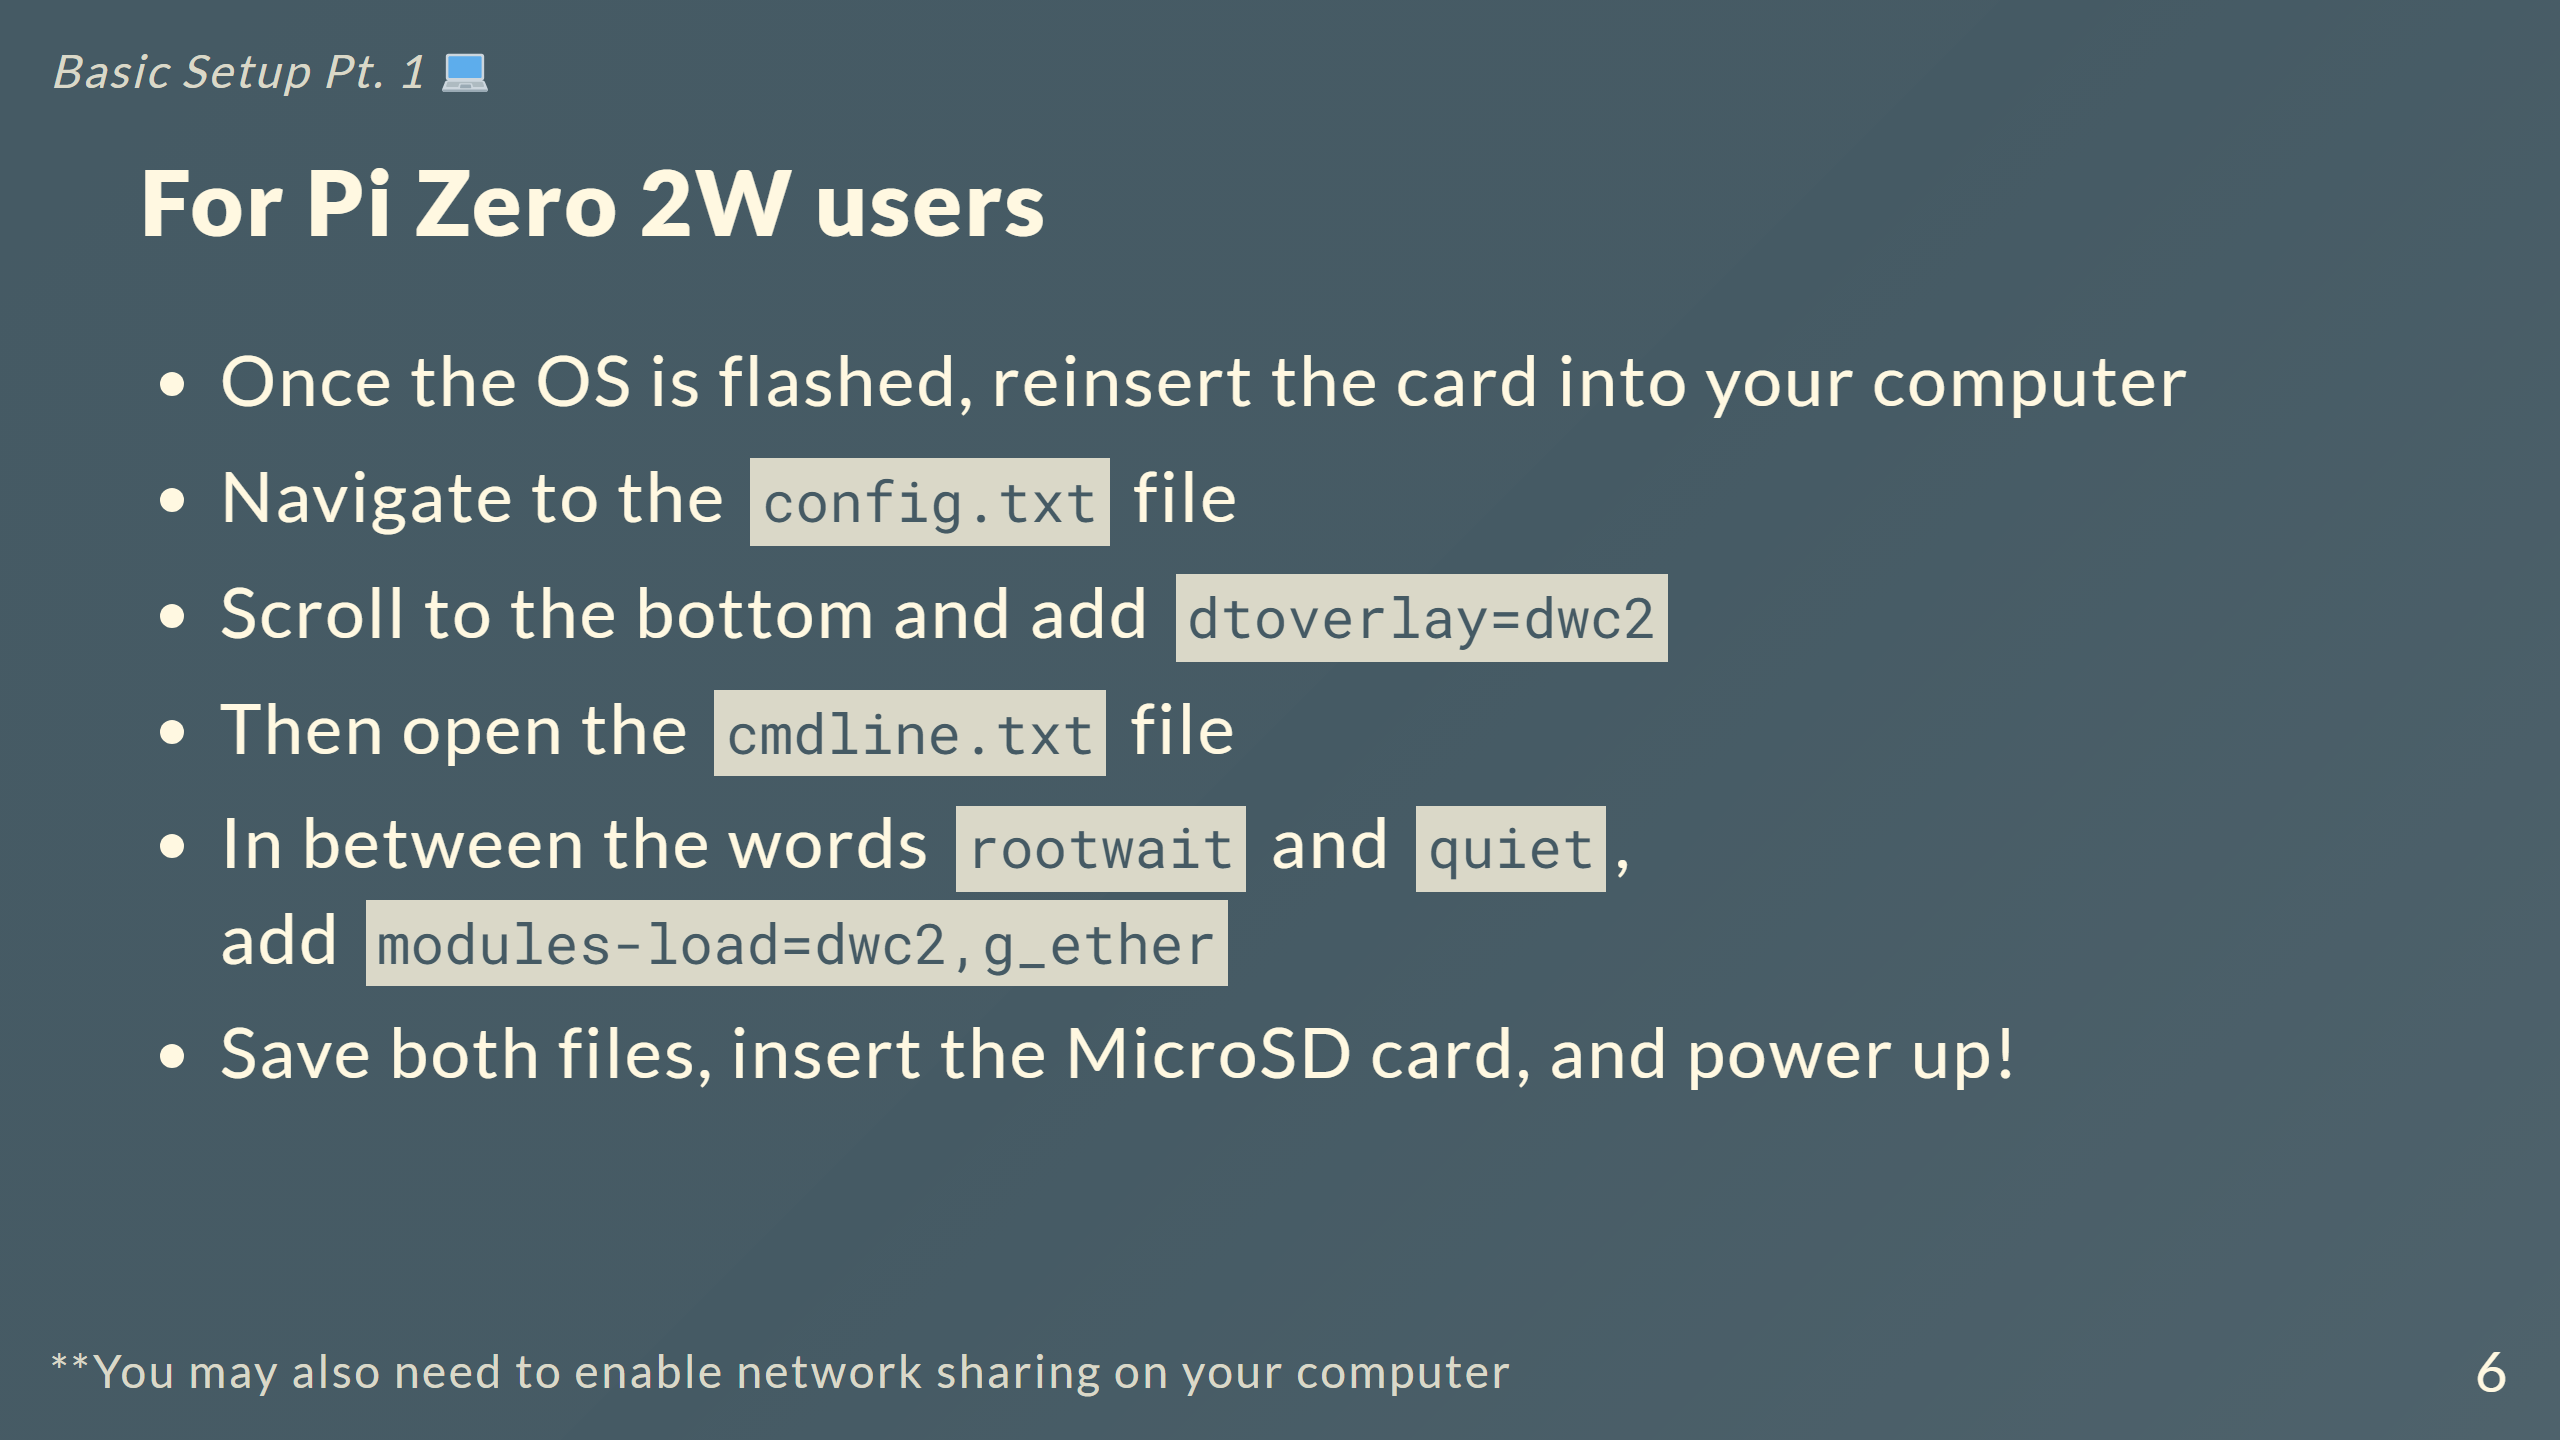 Basic Setup Pt. 1 💻
For Pi Zero 2W users
• Once the OS is flashed, reinsert the card into your computer
• Navigate to the config.txt file
• Scroll to the bottom and add dtoverlay=dwc2
• Then open the cmdline.txt file
• In between the words rootwait and quiet,
add modules-load=dwc2,g_ether
• Save both files, insert the MicroSD card, and power up!
**You may also need to enable network sharing on your computer
6